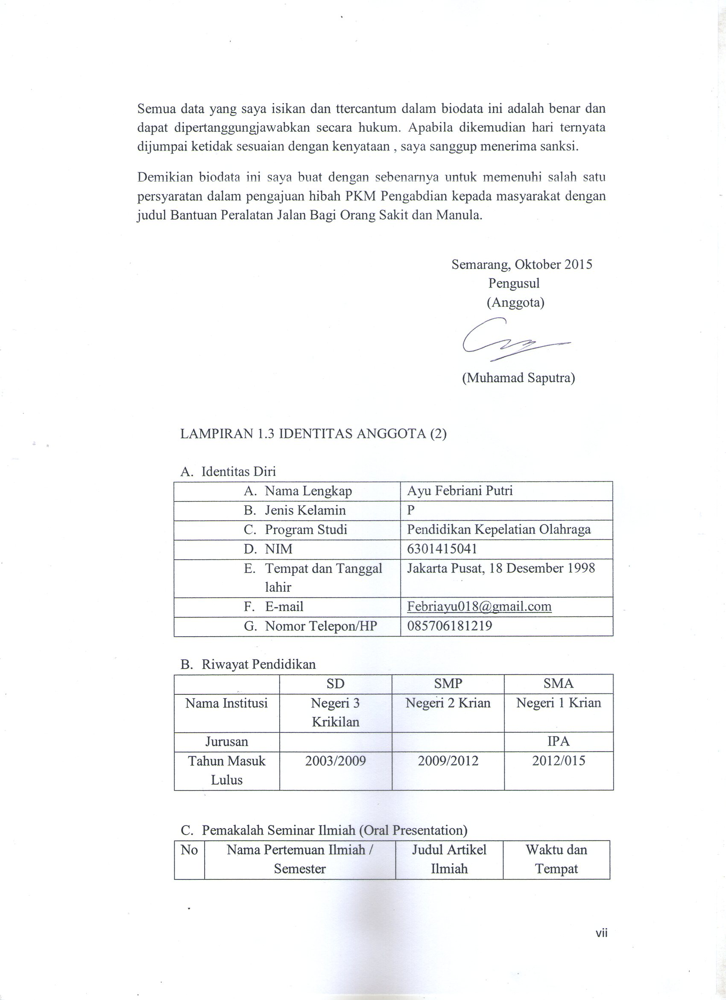 Semua data yang saya isikan dan ttercantum dalam biodata ini adalah benar dan
dapat dipertanggungjawabkan secara hukum. Apabila dikemudian hari ternyata
dijumpai ketidak sesuaian dengan kenyataan , saya sanggup menerima sanksi.
Demikian biodata ini saya buat dengan sebenarnya untuk memenuhi salah satu
persyaratan dalam pengajuan hibah PKM Pengabdian kepada masyarakat dengan
judul Bantuan Peralatan Jalan Bagi Orang Sakit dan Manula.
Semarang, Oktober 2015
Pengusul
(Anggota)
(Muhamad Saputra)
LAMPIRAN 1.3 IDENTITAS ANGGOTA (2)
A. Identitas Diri
A. Nama Lengkap Ayu Febriani Putri
B. Jenis Kelamin P
C. Program Studi Pendidikan Kepelatian Olahraga
D. NIM 6301415041
E. Tempat dan Tanggal Jakarta Pusat, 18 Desember 1998
lahir
F. E-mail Febriayu018@gmail.com
G. Nomor Telepon/HP 085706181219
B. Riwayat Pendidikan
SD SMP SMA
Nama Institusi Negeri 3 Negeri 2 Krian Negeri 1 Krian
Krikilan
Jurusan IPA
Tahun Masuk 2003/2009 2009/2012 2012/015
Lulus
C. Pemakalah Seminar Ilmiah (Oral Presentation)
No Nama Pertemuan Ilmiah / Judul Artikel Waktu dan
Semester Ilmiah Tempat
vii